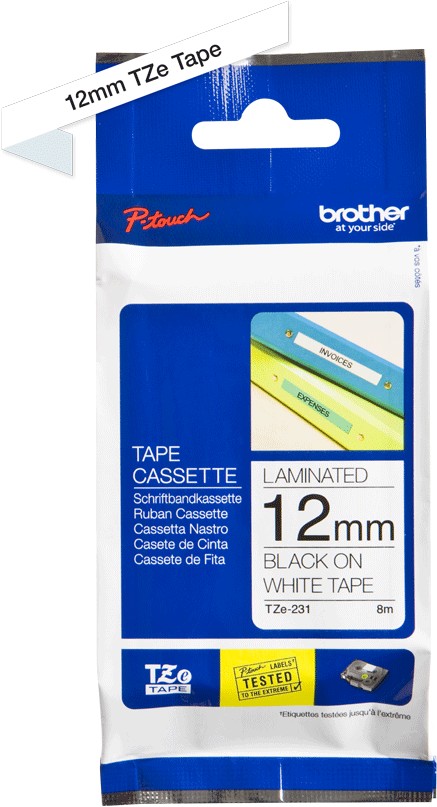 12mm TZe Tape
P-touch
brother
at your side*
*à vos côtés
INVOICES
EXPENSES
TAPE
CASSETTE
Schriftbandkassette
Ruban Cassette
Cassetta Nastro
Casete de Cinta
Cassete de Fita
LAMINATED
12mm
BLACK ON
WHITE TAPE
TZe-231 8m
TZe
TAPE
P-touch LABELS†
TESTED
TO THE EXTREME
†Etiquettes testées jusqu'à l'extrême